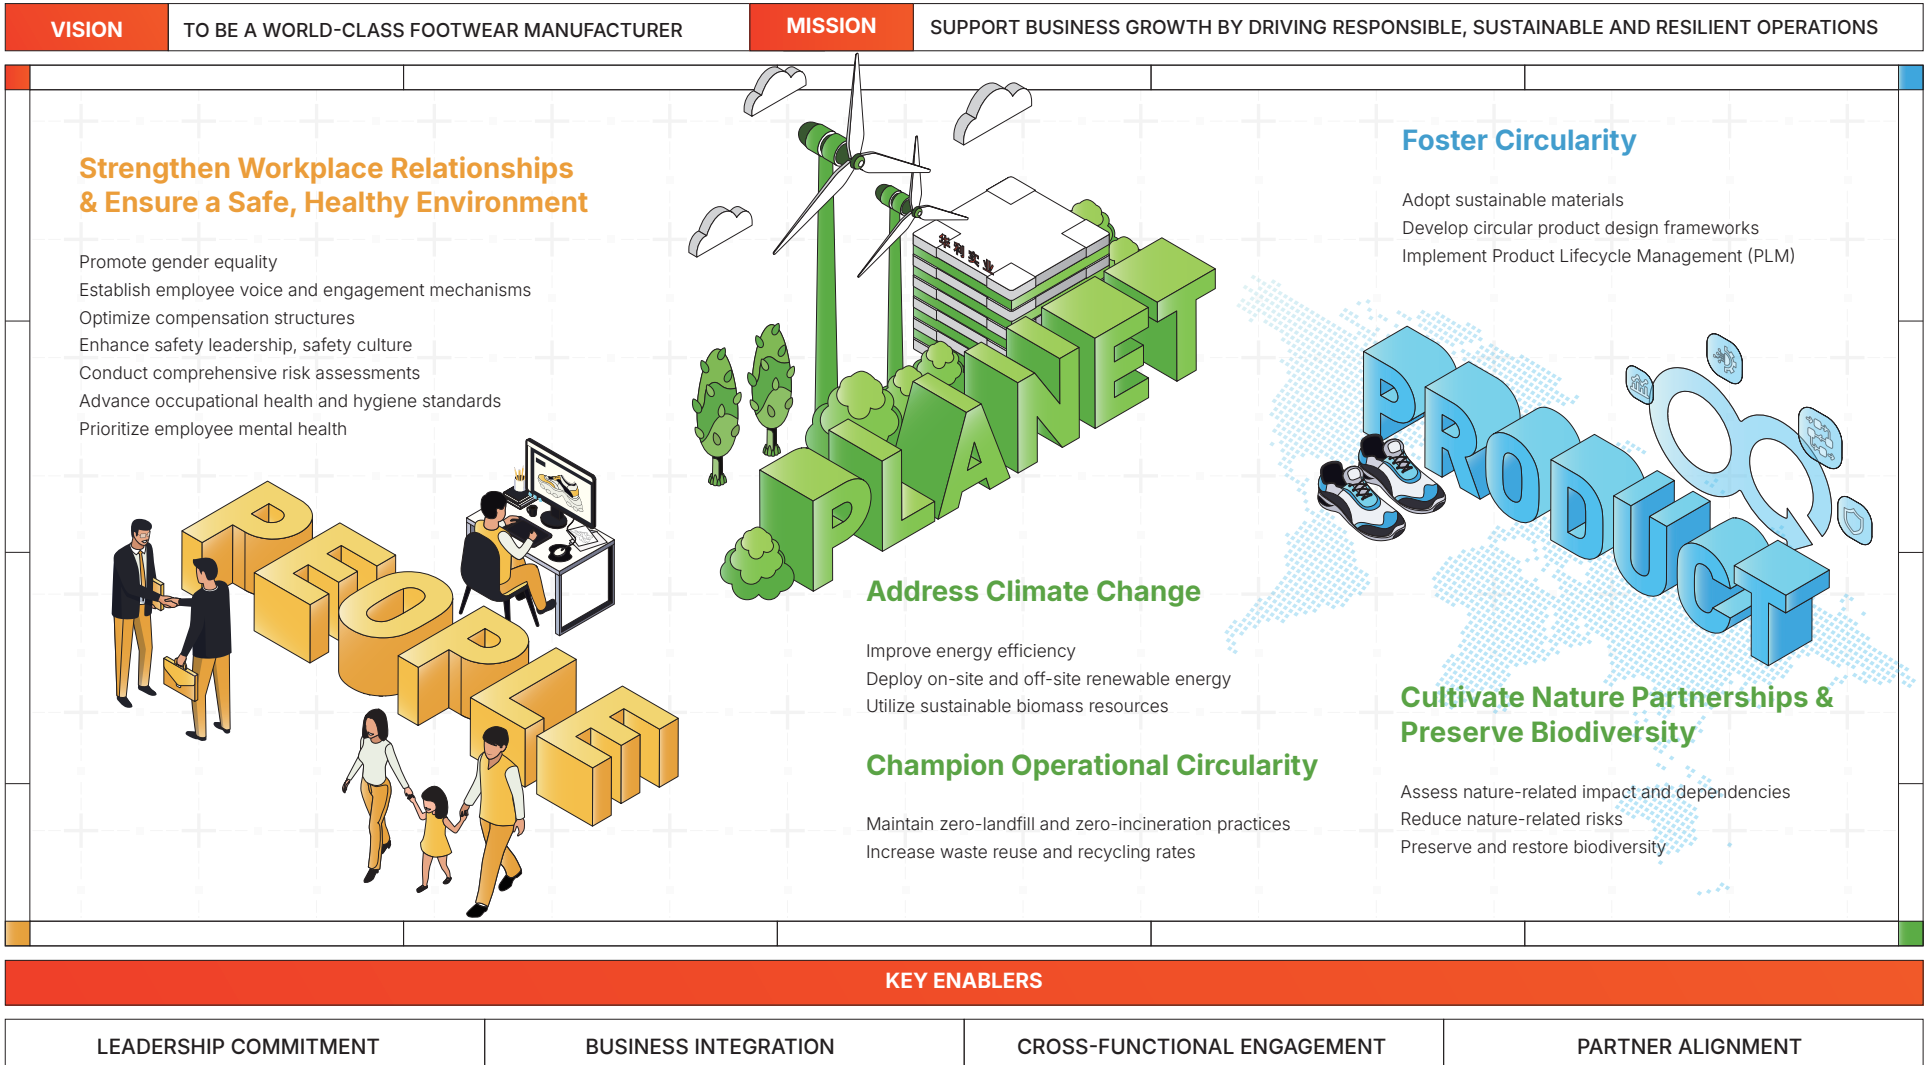 VISION
TO BE A WORLD-CLASS FOOTWEAR MANUFACTURER
MISSION
SUPPORT BUSINESS GROWTH BY DRIVING RESPONSIBLE, SUSTAINABLE AND RESILIENT OPERATIONS
Strengthen Workplace Relationships
& Ensure a Safe, Healthy Environment
Promote gender equality
Establish employee voice and engagement mechanisms
Optimize compensation structures
Enhance safety leadership, safety culture
Conduct comprehensive risk assessments
Advance occupational health and hygiene standards
Prioritize employee mental health
PEOPLE
华利实业
PLANET
Address Climate Change
Improve energy efficiency
Deploy on-site and off-site renewable energy
Utilize sustainable biomass resources
Champion Operational Circularity
Maintain zero-landfill and zero-incineration practices
Increase waste reuse and recycling rates
Foster Circularity
Adopt sustainable materials
Develop circular product design frameworks
Implement Product Lifecycle Management (PLM)
PRODUCT
Cultivate Nature Partnerships &
Preserve Biodiversity
Assess nature-related impact and dependencies
Reduce nature-related risks
Preserve and restore biodiversity
KEY ENABLERS
LEADERSHIP COMMITMENT
BUSINESS INTEGRATION
CROSS-FUNCTIONAL ENGAGEMENT
PARTNER ALIGNMENT